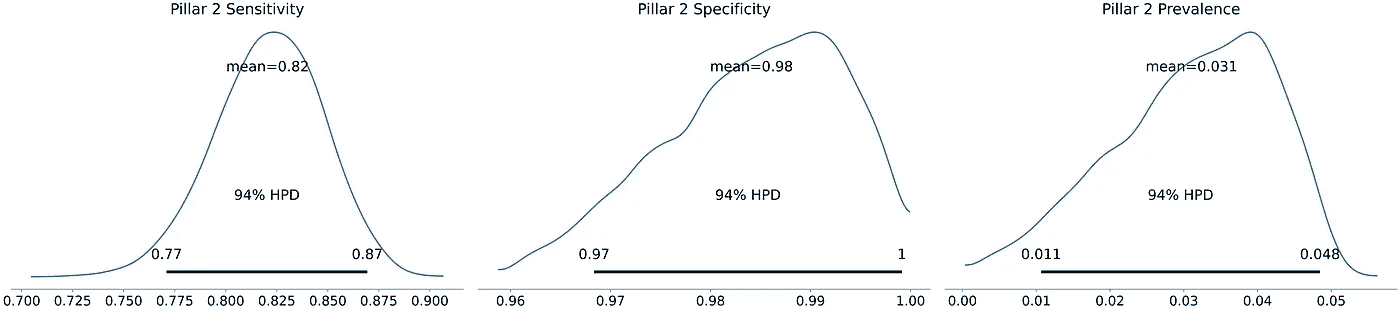 Pillar 2 Sensitivity
mean=0.82
94% HPD
0.77 0.87
0.700 0.725 0.750 0.775 0.800 0.825 0.850 0.875 0.900
Pillar 2 Specificity
mean=0.98
94% HPD
0.97 1
0.96 0.97 0.98 0.99 1.00
Pillar 2 Prevalence
mean=0.031
94% HPD
0.011 0.048
0.00 0.01 0.02 0.03 0.04 0.05